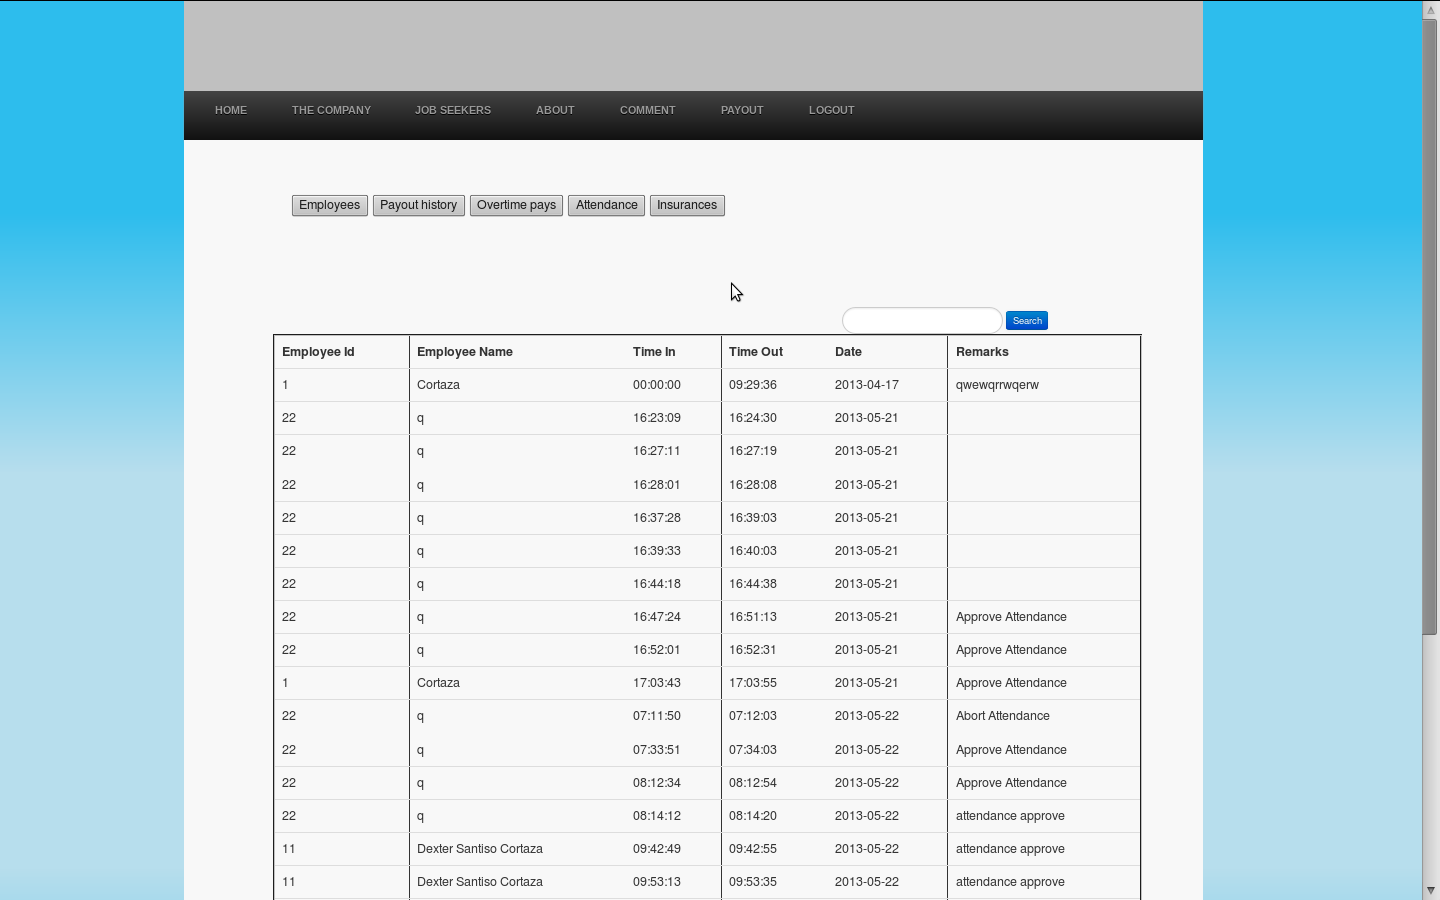 HOME THE COMPANY JOB SEEKERS ABOUT COMMENT PAYOUT LOGOUT
Employees Payout history Overtime pays Attendance Insurances
Search
Employee Id Employee Name Time In Time Out Date Remarks
1 Cortaza 00:00:00 09:29:36 2013-04-17 qwewqrrwqerw
22 q 16:23:09 16:24:30 2013-05-21
22 q 16:27:11 16:27:19 2013-05-21
22 q 16:28:01 16:28:08 2013-05-21
22 q 16:37:28 16:39:03 2013-05-21
22 q 16:39:33 16:40:03 2013-05-21
22 q 16:44:18 16:44:38 2013-05-21
22 q 16:47:24 16:51:13 2013-05-21 Approve Attendance
22 q 16:52:01 16:52:31 2013-05-21 Approve Attendance
1 Cortaza 17:03:43 17:03:55 2013-05-21 Approve Attendance
22 q 07:11:50 07:12:03 2013-05-22 Abort Attendance
22 q 07:33:51 07:34:03 2013-05-22 Approve Attendance
22 q 08:12:34 08:12:54 2013-05-22 Approve Attendance
22 q 08:14:12 08:14:20 2013-05-22 attendance approve
11 Dexter Santiso Cortaza 09:42:49 09:42:55 2013-05-22 attendance approve
11 Dexter Santiso Cortaza 09:53:13 09:53:35 2013-05-22 attendance approve